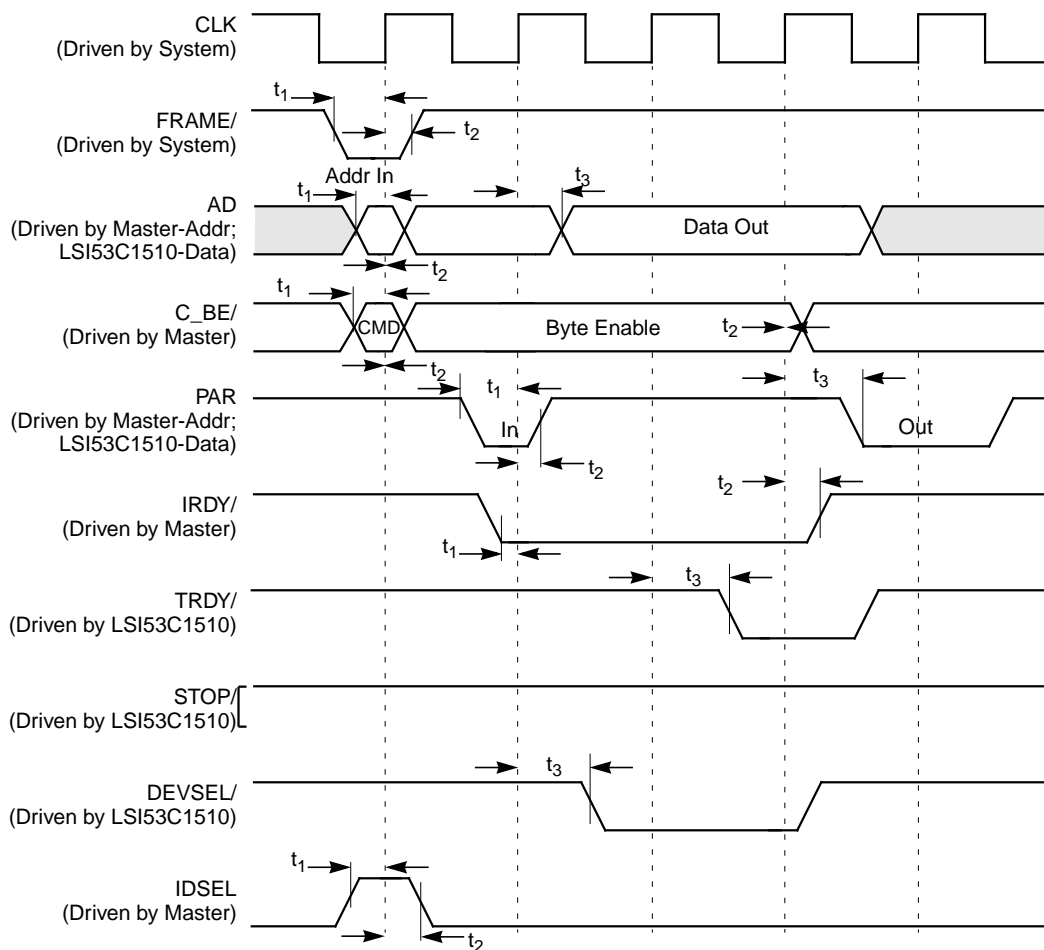 CLK
(Driven by System)
t1
FRAME/
(Driven by System)
t2
Addr In
t1
t3
AD
(Driven by Master-Addr;
LSI53C1510-Data)
Data Out
t2
t1
C_BE/
(Driven by Master)
CMD
Byte Enable
t2
t2
t1
t3
PAR
(Driven by Master-Addr;
LSI53C1510-Data)
In
Out
t2
t2
IRDY/
(Driven by Master)
t1
t3
TRDY/
(Driven by LSI53C1510)
STOP/
(Driven by LSI53C1510)
t3
DEVSEL/
(Driven by LSI53C1510)
t1
IDSEL
(Driven by Master)
t2